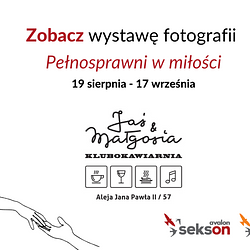 Zobacz wystawę fotografii
Pełnosprawni w miłości
19 sierpnia - 17 września
Jaś &
Małgosia
KLUBOKAWIARNIA
Aleja Jana Pawła II / 57
avalon
sekson